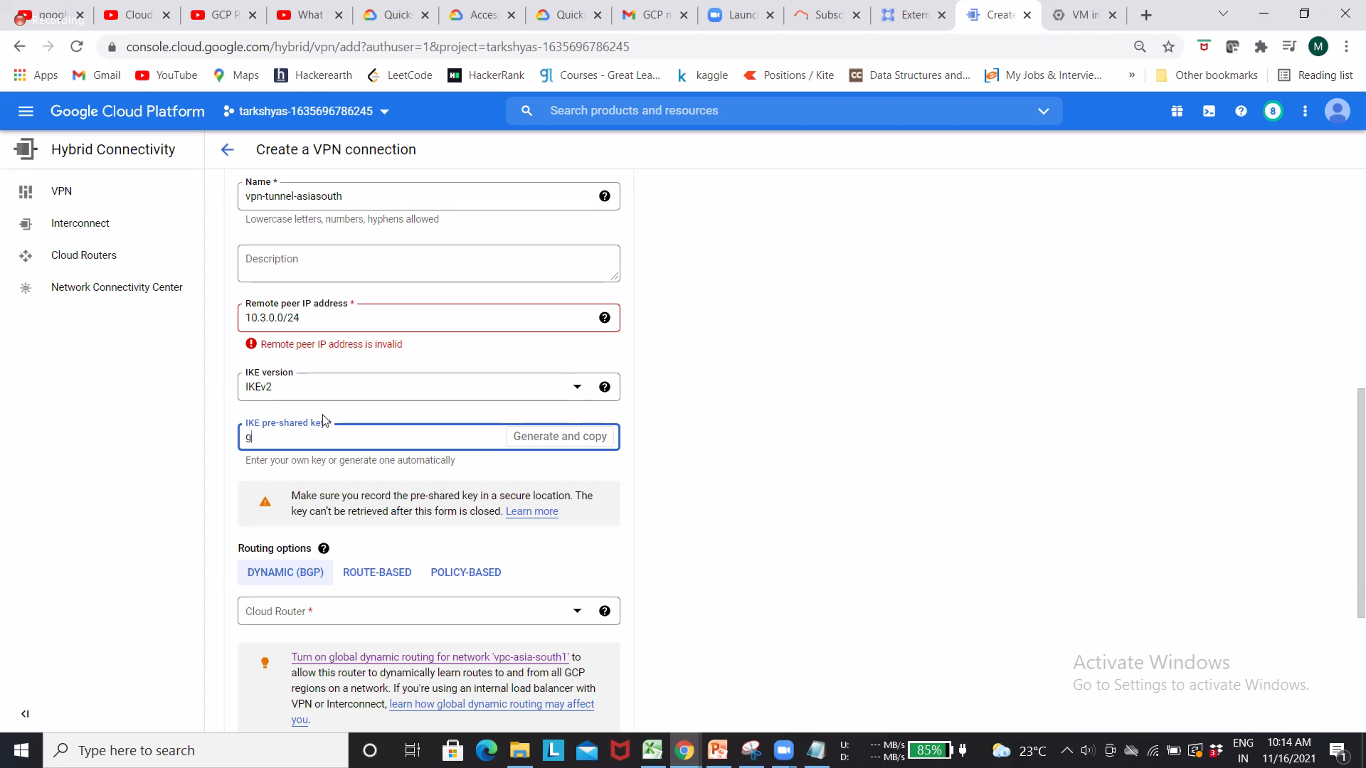 Recording
googl
Cloud
GCP P
What
Quick
Acces
Quick
GCP n
Launc
Subsc
Extern
Create
VM in
console.cloud.google.com/hybrid/vpn/add?authuser=1&project=tarkshyas-1635696786245
M
Apps
Gmail
YouTube
Maps
Hackerearth
LeetCode
HackerRank
Courses - Great Lea...
kaggle
Positions / Kite
Data Structures and...
My Jobs & Intervie...
»
Other bookmarks
Reading list
Google Cloud Platform
tarkshyas-1635696786245
Search products and resources
8
Hybrid Connectivity
Create a VPN connection
VPN
Interconnect
Cloud Routers
Network Connectivity Center
Name *
vpn-tunnel-asiasouth
Lowercase letters, numbers, hyphens allowed
Description
Remote peer IP address *
10.3.0.0/24
Remote peer IP address is invalid
IKE version
IKEv2
IKE pre-shared key
g
Generate and copy
Enter your own key or generate one automatically
Make sure you record the pre-shared key in a secure location. The
key can't be retrieved after this form is closed. Learn more
Routing options
DYNAMIC (BGP)
ROUTE-BASED
POLICY-BASED
Cloud Router *
Turn on global dynamic routing for network 'vpc-asia-south1' to
allow this router to dynamically learn routes to and from all GCP
regions on a network. If you're using an internal load balancer with
VPN or Interconnect, learn how global dynamic routing may affect
you.
Activate Windows
Go to Settings to activate Windows.
Type here to search
U: --- MB/s
D: --- MB/s
85%
23°C
ENG
IN
10:14 AM
11/16/2021
1